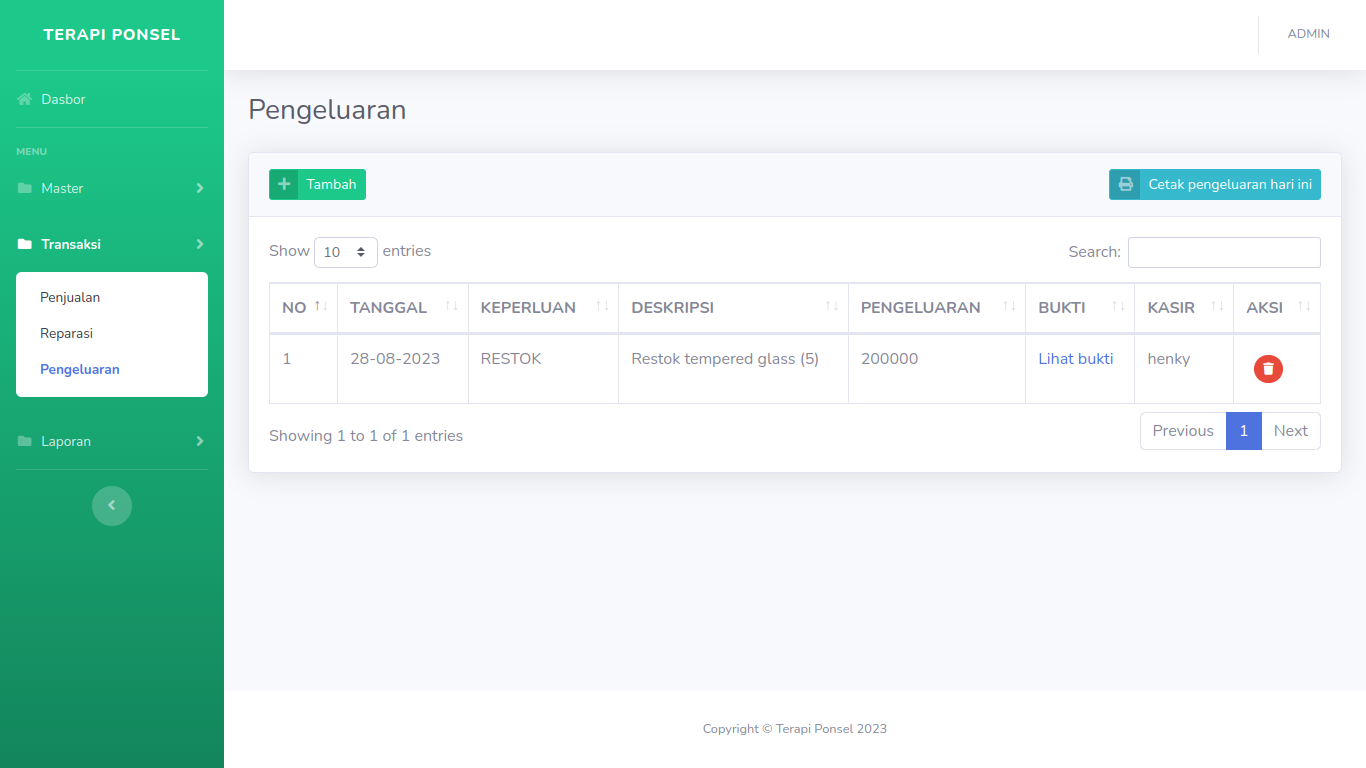 TERAPI PONSEL
ADMIN
Dasbor
MENU
Master
Transaksi
Penjualan
Reparasi
Pengeluaran
Laporan
Pengeluaran
Tambah
Cetak pengeluaran hari ini
Show 10 entries
Search:
NO TANGGAL KEPERLUAN DESKRIPSI PENGELUARAN BUKTI KASIR AKSI
1 28-08-2023 RESTOK Restok tempered glass (5) 200000 Lihat bukti henky
Showing 1 to 1 of 1 entries
Previous 1 Next
Copyright © Terapi Ponsel 2023